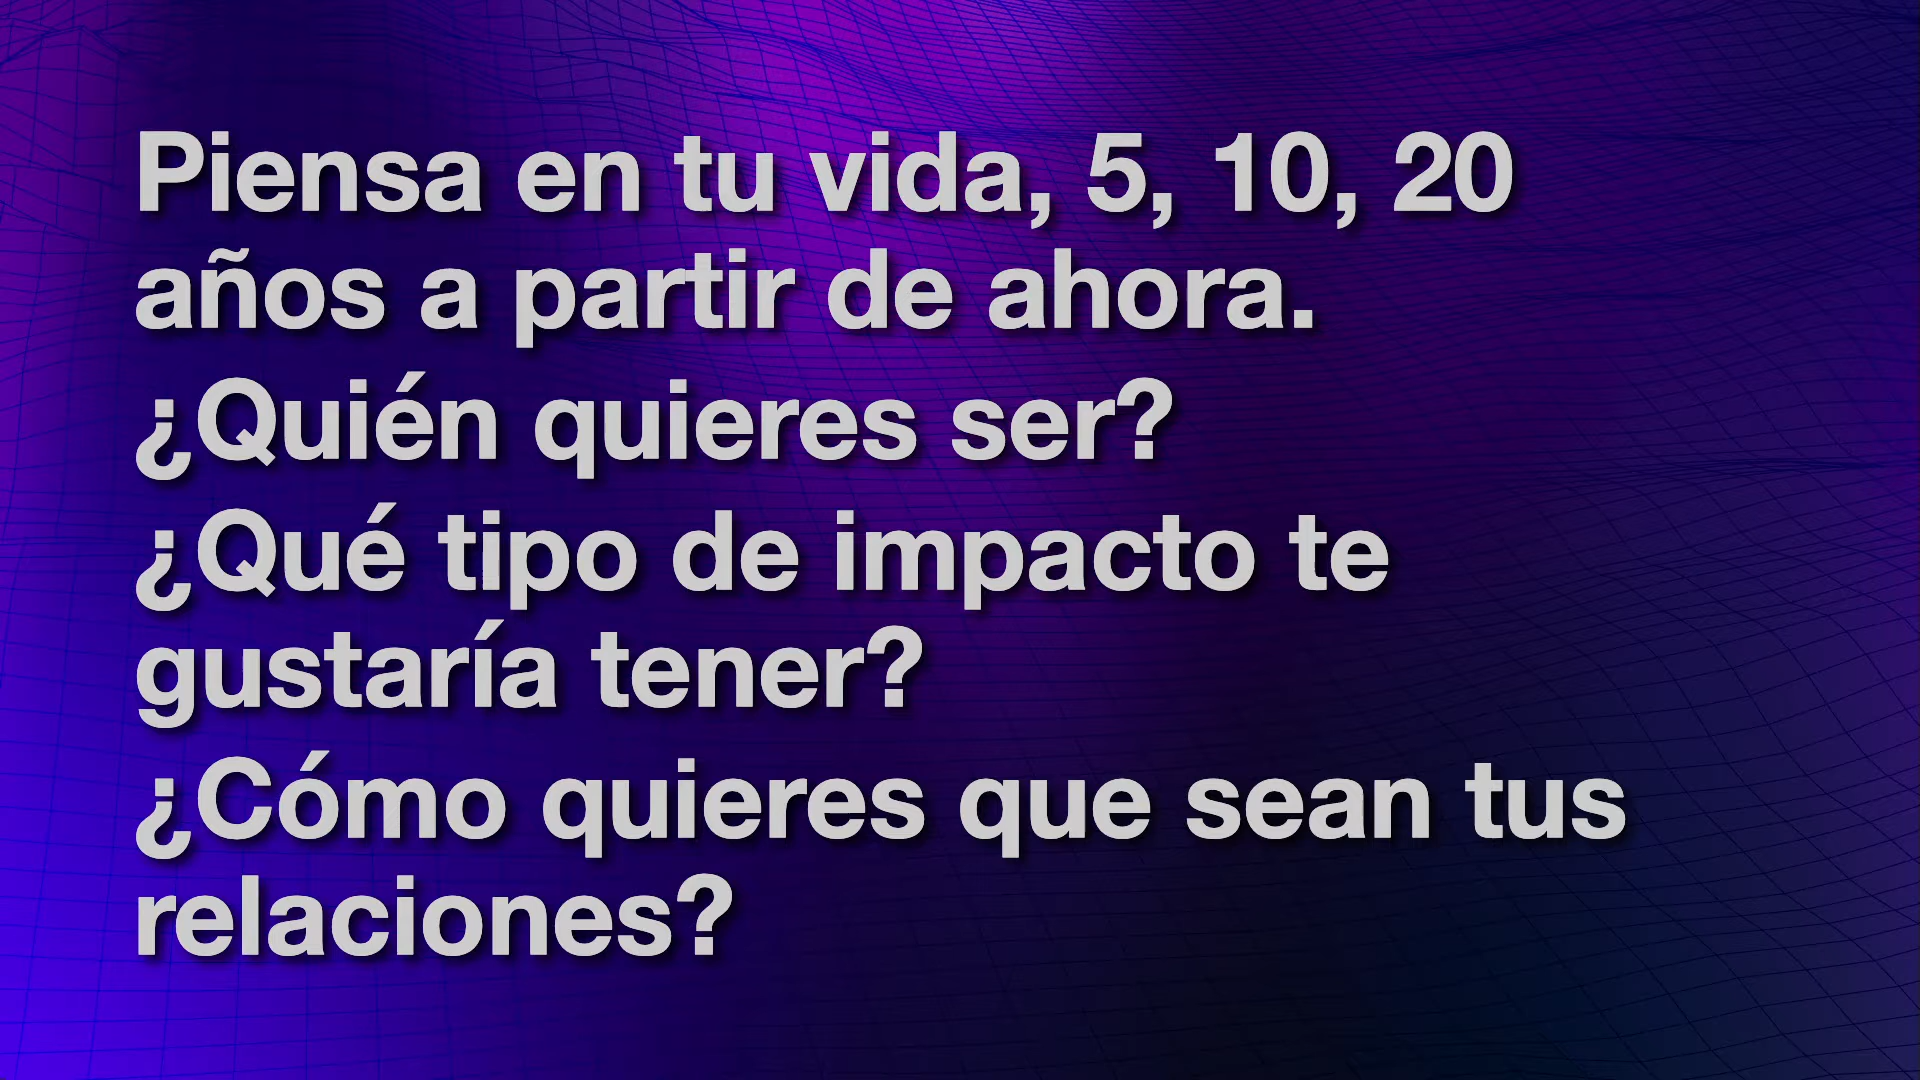 Piensa en tu vida, 5, 10, 20
años a partir de ahora.
¿Quién quieres ser?
¿Qué tipo de impacto te
gustaría tener?
¿Cómo quieres que sean tus
relaciones?